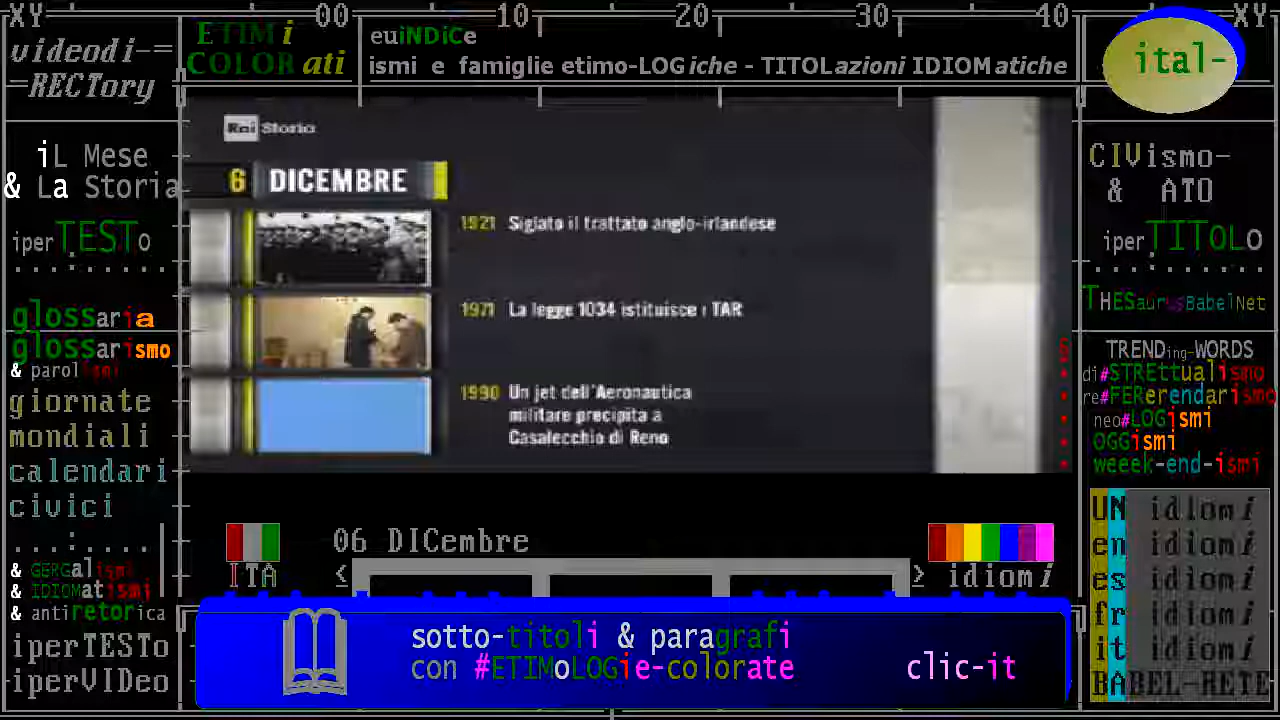 XY 00 10 20 30 40 XY
videodi-=
=RECTory
ETIMi
COLORati
euiNDiCe
ismi e famiglie etimo-LOGiche - TITOLazioni IDIOMatiche
ital-
iL Mese
& La Storia
iperTESTo
glossaria
glossarismo
& parolismi
giornate
mondiali
calendari
civici
& GERGalismi
& IDIOMatismi
& antiretorica
iperTESTo
iperVIDeo
Rai Storia
6 DICEMBRE
1921 Siglato il trattato anglo-irlandese
1971 La legge 1034 istituisce i TAR
1990 Un jet dell'Aeronautica
militare precipita a
Casalecchio di Reno
06 DICembre
ITA < > idiomi
sotto-titoli & paragrafi
con #ETIMoLOGie-colorate clic-it
CIVismo-
& ATO
iperTITOLO
THESaurusBabelNet
TRENDing-WORDS
di#STREttualismo
re#FERerendarismo
neo#LOGismi
OGGismi
weeek-end-ismi
UN idiomi
en idiomi
es idiomi
fr idiomi
it idiomi
BABEL-RETE